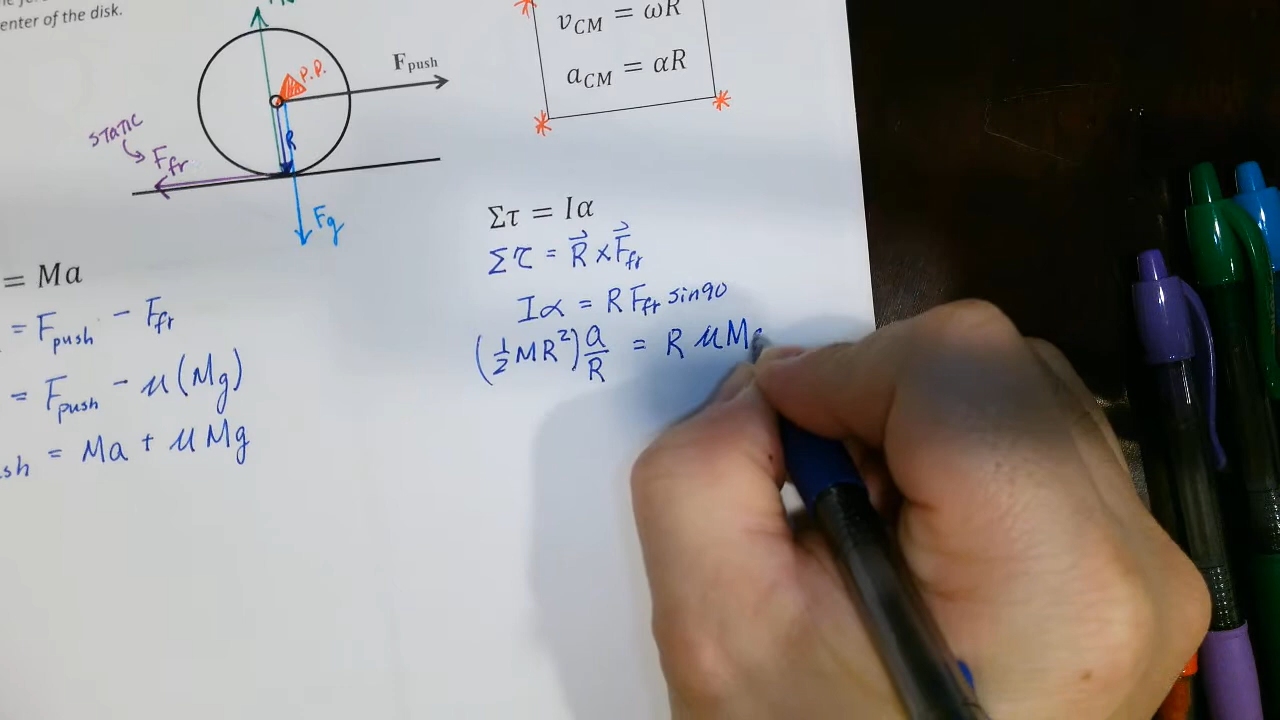 enter of the disk.
v_CM = ωR
a_CM = αR
F_push
P.P.
R
STATIC
F_fr
F_g
= Ma
= F_push - F_fr
= F_push - μ(Mg)
sh = Ma + μMg
Στ = Iα
Στ = R⃗ × F⃗_fr
Iα = R F_fr sin90
(½MR²) a/R = R μM